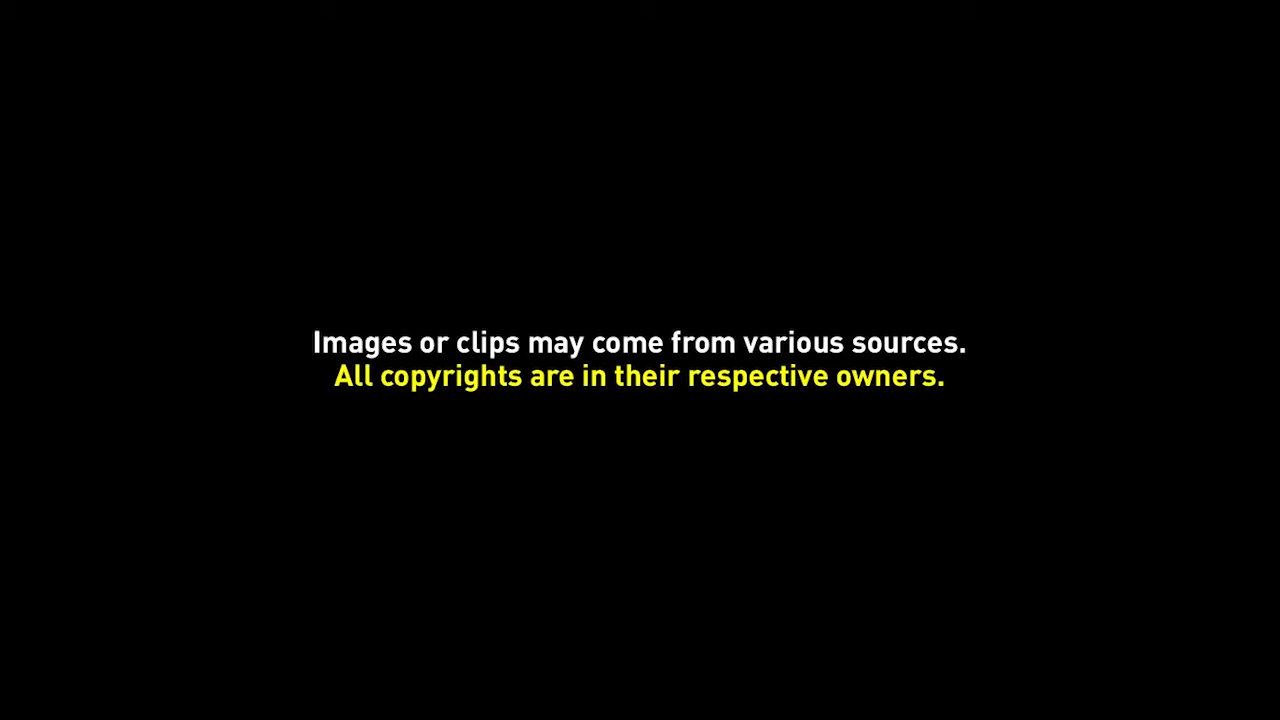 Images or clips may come from various sources.
All copyrights are in their respective owners.